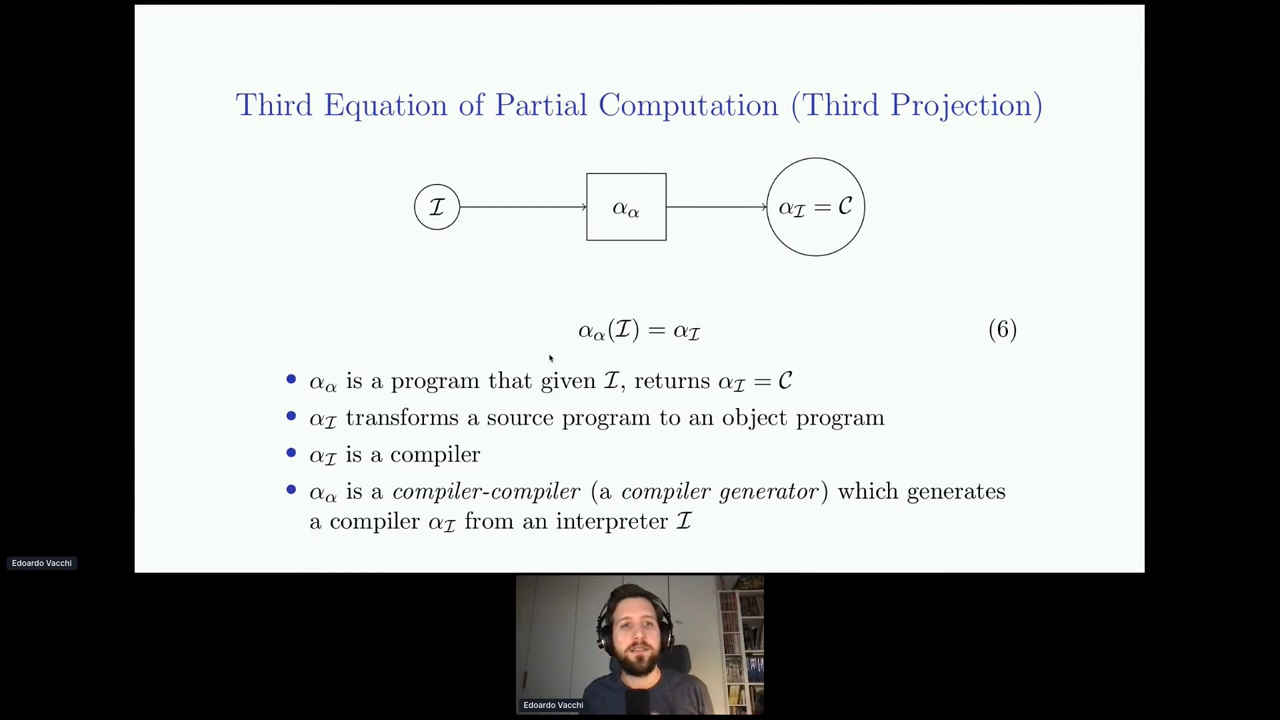 Third Equation of Partial Computation (Third Projection)
ℐ
α_α
α_ℐ = 𝒞
α_α(ℐ) = α_ℐ (6)
• α_α is a program that given ℐ, returns α_ℐ = 𝒞
• α_ℐ transforms a source program to an object program
• α_ℐ is a compiler
• α_α is a compiler-compiler (a compiler generator) which generates
a compiler α_ℐ from an interpreter ℐ
Edoardo Vacchi
Edoardo Vacchi